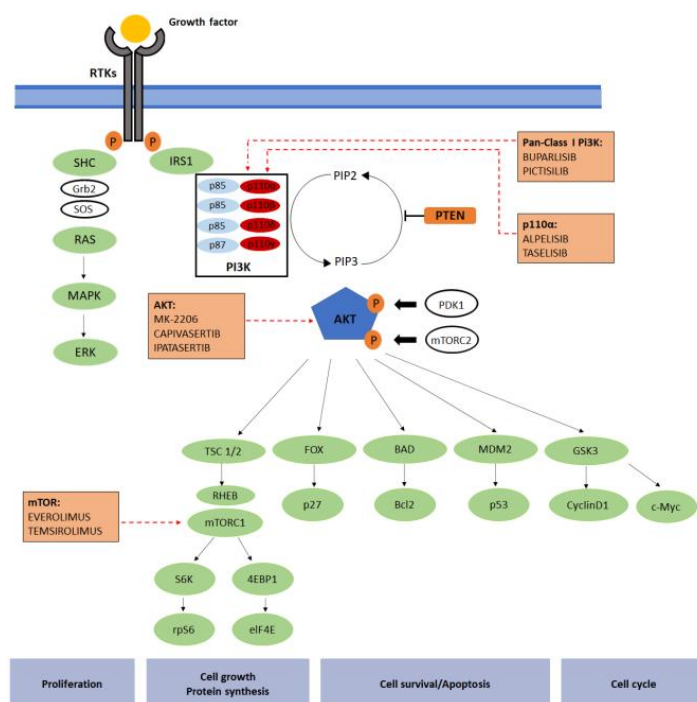 Growth factor
RTKs
P
P
SHC
IRS1
Grb2
SOS
RAS
MAPK
ERK
p85
p110α
p85
p110β
p85
p87
p110γ
PI3K
PIP2
PIP3
PTEN
Pan-Class I Pi3K:
BUPARLISIB
PICTISILIB
p110α:
ALPELISIB
TASELISIB
AKT:
MK-2206
CAPIVASERTIB
IPATASERTIB
AKT
P
P
PDK1
mTORC2
TSC 1/2
FOX
BAD
MDM2
GSK3
RHEB
p27
Bcl2
p53
CyclinD1
c-Myc
mTOR:
EVEROLIMUS
TEMSIROLIMUS
mTORC1
S6K
4EBP1
rpS6
eIF4E
Proliferation
Cell growth
Protein synthesis
Cell survival/Apoptosis
Cell cycle